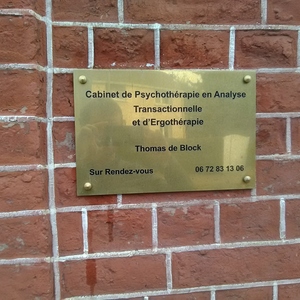 Cabinet de Psychothérapie en Analyse
Transactionnelle
et d'Ergothérapie
Thomas de Block
Sur Rendez-vous 06 72 83 13 06